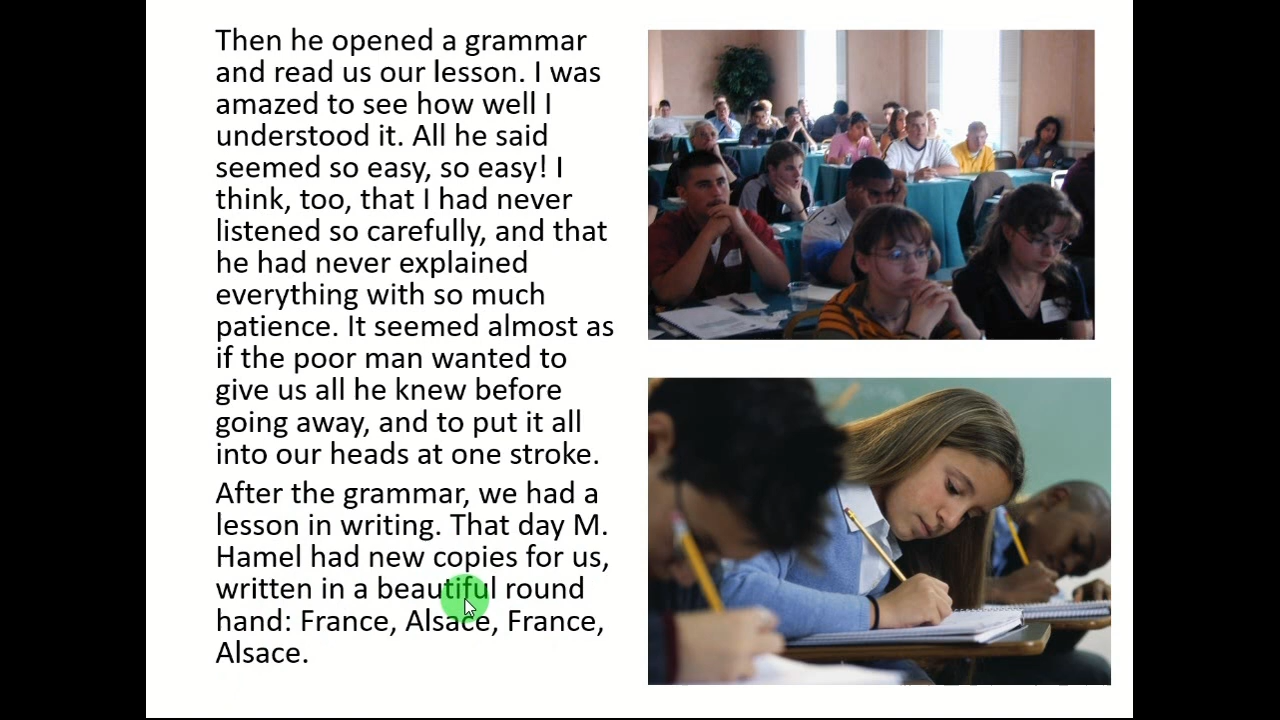 Then he opened a grammar
and read us our lesson. I was
amazed to see how well I
understood it. All he said
seemed so easy, so easy! I
think, too, that I had never
listened so carefully, and that
he had never explained
everything with so much
patience. It seemed almost as
if the poor man wanted to
give us all he knew before
going away, and to put it all
into our heads at one stroke.
After the grammar, we had a
lesson in writing. That day M.
Hamel had new copies for us,
written in a beautiful round
hand: France, Alsace, France,
Alsace.